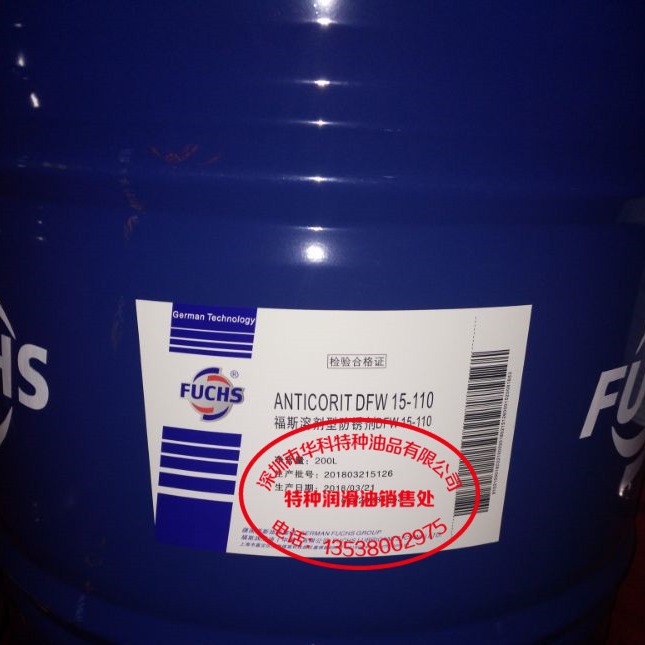 German Technology
FUCHS
®
检验合格证
ANTICORIT DFW 15-110
福斯溶剂型防锈剂DFW 15-110
200L
生产批号：201803215126
生产日期：2018/03/21
深圳市华科特种油品有限公司
特种润滑油销售处
电话：13538002975
GERMAN FUCHS GROUP
HS
FUCHS